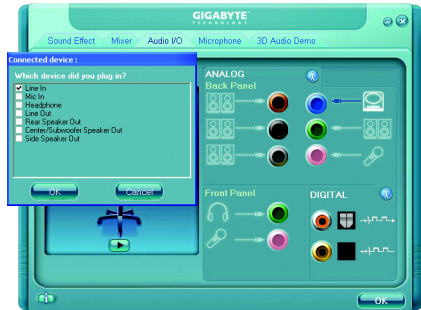 GIGABYTE
TECHNOLOGY
Sound Effect Mixer Audio I/O Microphone 3D Audio Demo
Connected device :
Which device did you plug in?
Line In
Mic In
Headphone
Line Out
Rear Speaker Out
Center/Subwoofer Speaker Out
Side Speaker Out
OK Cancel
ANALOG
Back Panel
Front Panel
DIGITAL
OK